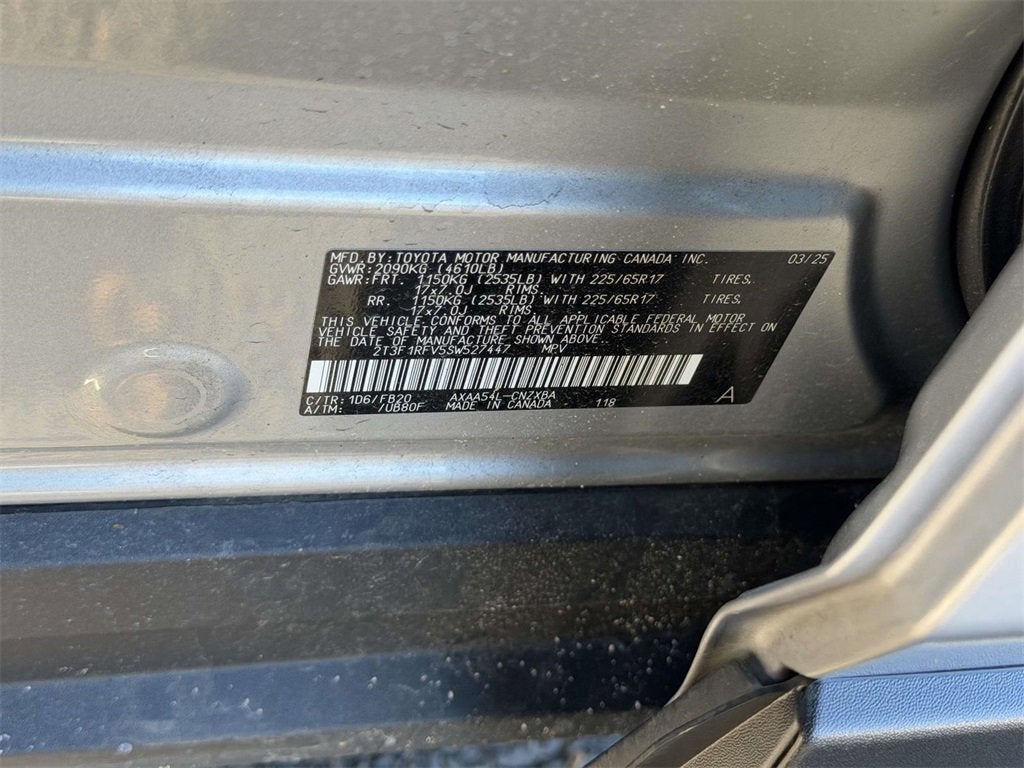 MFD. BY: TOYOTA MOTOR MANUFACTURING CANADA INC. 03/25
GVWR: 2090KG (4610LB)
GAWR: FRT. 1150KG (2535LB) WITH 225/65R17 TIRES.
17x7.0J RIMS
RR. 1150KG (2535LB) WITH 225/65R17 TIRES.
17x7.0J RIMS
THIS VEHICLE CONFORMS TO ALL APPLICABLE FEDERAL MOTOR
VEHICLE SAFETY AND THEFT PREVENTION STANDARDS IN EFFECT ON
THE DATE OF MANUFACTURE SHOWN ABOVE.
2T3F1RFV5SW527447 MPV
C/TR: 1D6/FB20 AXAA54L-CNZXBA
A/TM: /UB80F MADE IN CANADA 118 A